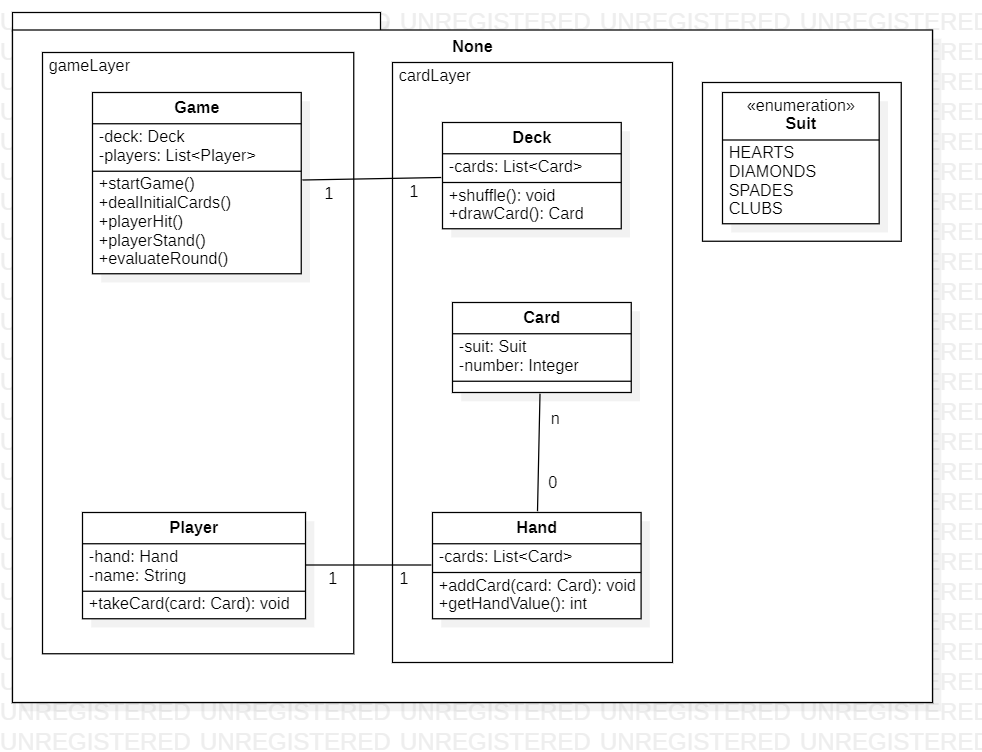 UNREGISTERED UNREGISTERED UNREGISTERED
None
gameLayer
Game
-deck: Deck
-players: List<Player>
+startGame()
+dealInitialCards()
+playerHit()
+playerStand()
+evaluateRound()
1
1
cardLayer
Deck
-cards: List<Card>
+shuffle(): void
+drawCard(): Card
«enumeration»
Suit
HEARTS
DIAMONDS
SPADES
CLUBS
Card
-suit: Suit
-number: Integer
n
0
Player
-hand: Hand
-name: String
+takeCard(card: Card): void
1
1
Hand
-cards: List<Card>
+addCard(card: Card): void
+getHandValue(): int
UNREGISTERED UNREGISTERED UNREGISTERED UNREGISTERED UNREGISTERED
UNREGISTERED UNREGISTERED UNREGISTERED UNREGISTERED UNREGISTERED